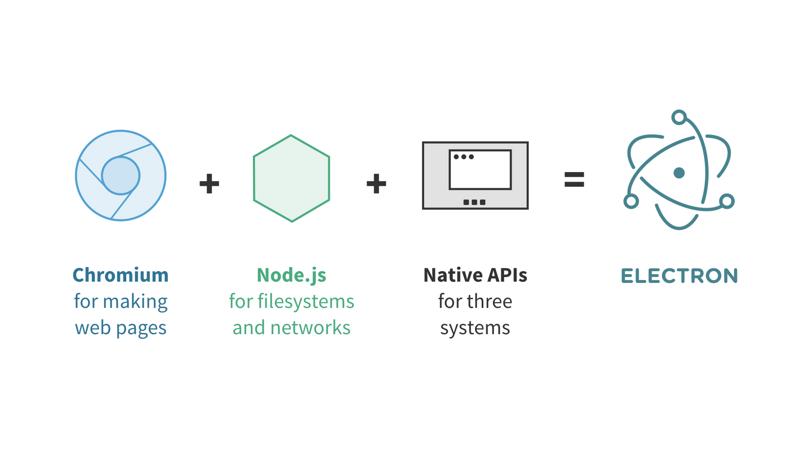 + + =
Chromium
for making
web pages
Node.js
for filesystems
and networks
Native APIs
for three
systems
ELECTRON